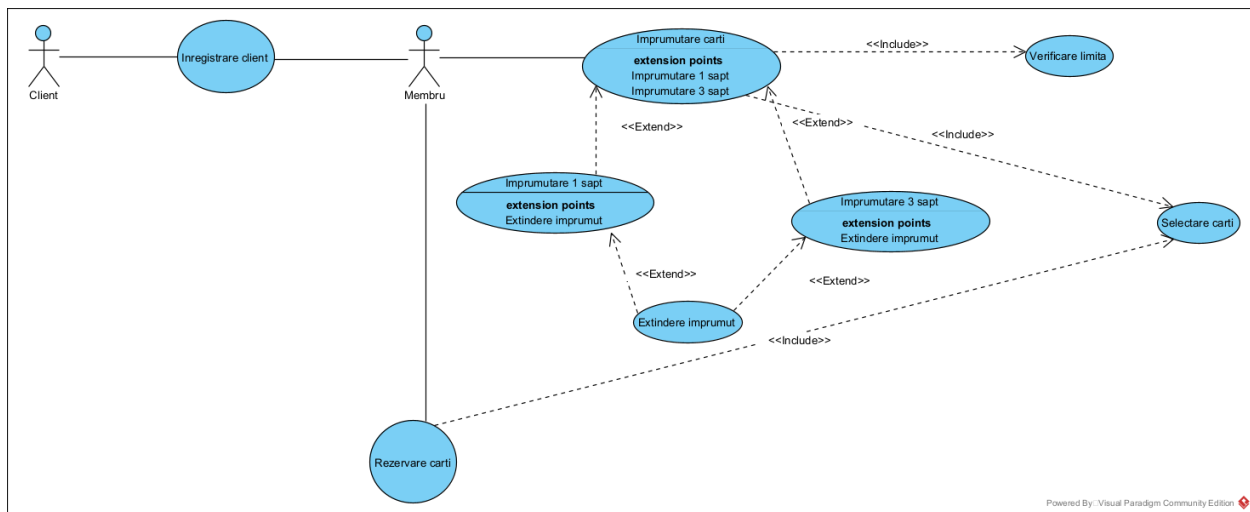 Client
Inregistrare client
Membru
Imprumutare carti
extension points
Imprumutare 1 sapt
Imprumutare 3 sapt
<<Include>>
Verificare limita
<<Extend>>
<<Extend>>
<<Include>>
Imprumutare 1 sapt
extension points
Extindere imprumut
Imprumutare 3 sapt
extension points
Extindere imprumut
Selectare carti
<<Extend>>
<<Extend>>
Extindere imprumut
<<Include>>
Rezervare carti
Powered By Visual Paradigm Community Edition